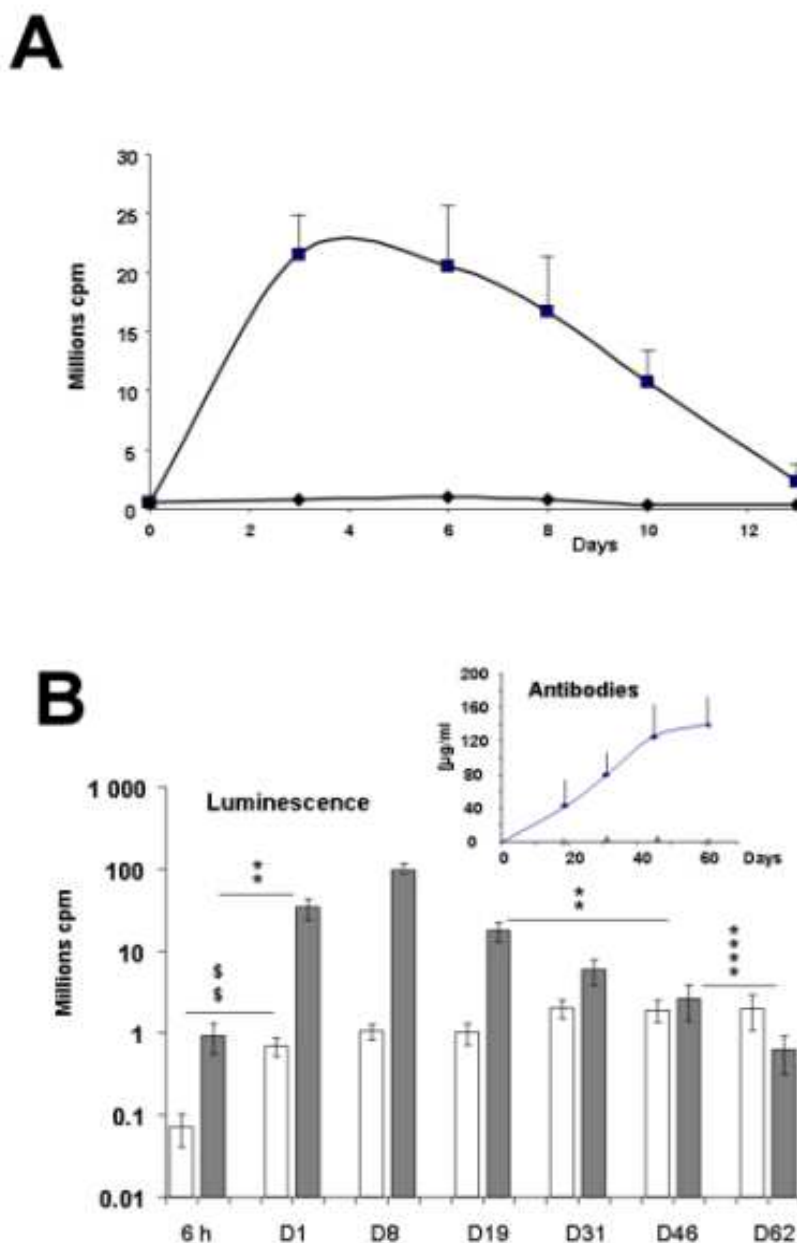 A
30
25
20
15
10
5
0
Millions cpm
0 2 4 6 8 10 12
Days
B
Antibodies
200
160
120
80
40
0
[µg/ml
0 20 40 60 Days
Luminescence
1 000
100
10
1
0.1
0.01
Millions cpm
$$
**
**
****
6 h D1 D8 D19 D31 D46 D62